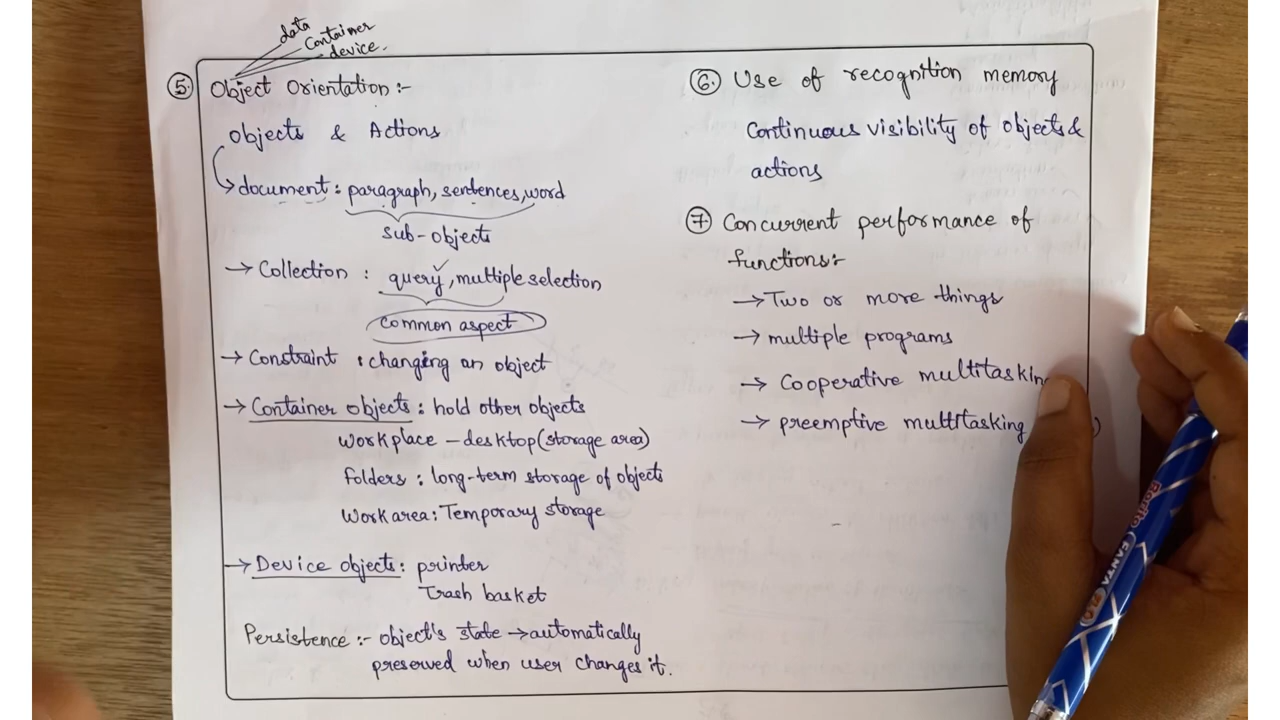 data
container
device.
⑤ Object Orientation:-
Objects & Actions
→ document: paragraph, sentences, word
sub-objects
→ Collection : query, multiple selection
common aspect
→ Constraint : changing an object
→ Container objects: hold other objects
Workplace - desktop (storage area)
Folders : long-term storage of objects
Work area: Temporary storage
→ Device objects: printer
Trash basket
Persistence :- object's state → automatically
preserved when user changes it.
⑥ Use of recognition memory
Continuous visibility of objects &
actions
⑦ Concurrent performance of
functions:-
→ Two or more things
→ multiple programs
→ Cooperative multitasking
→ preemptive multitasking